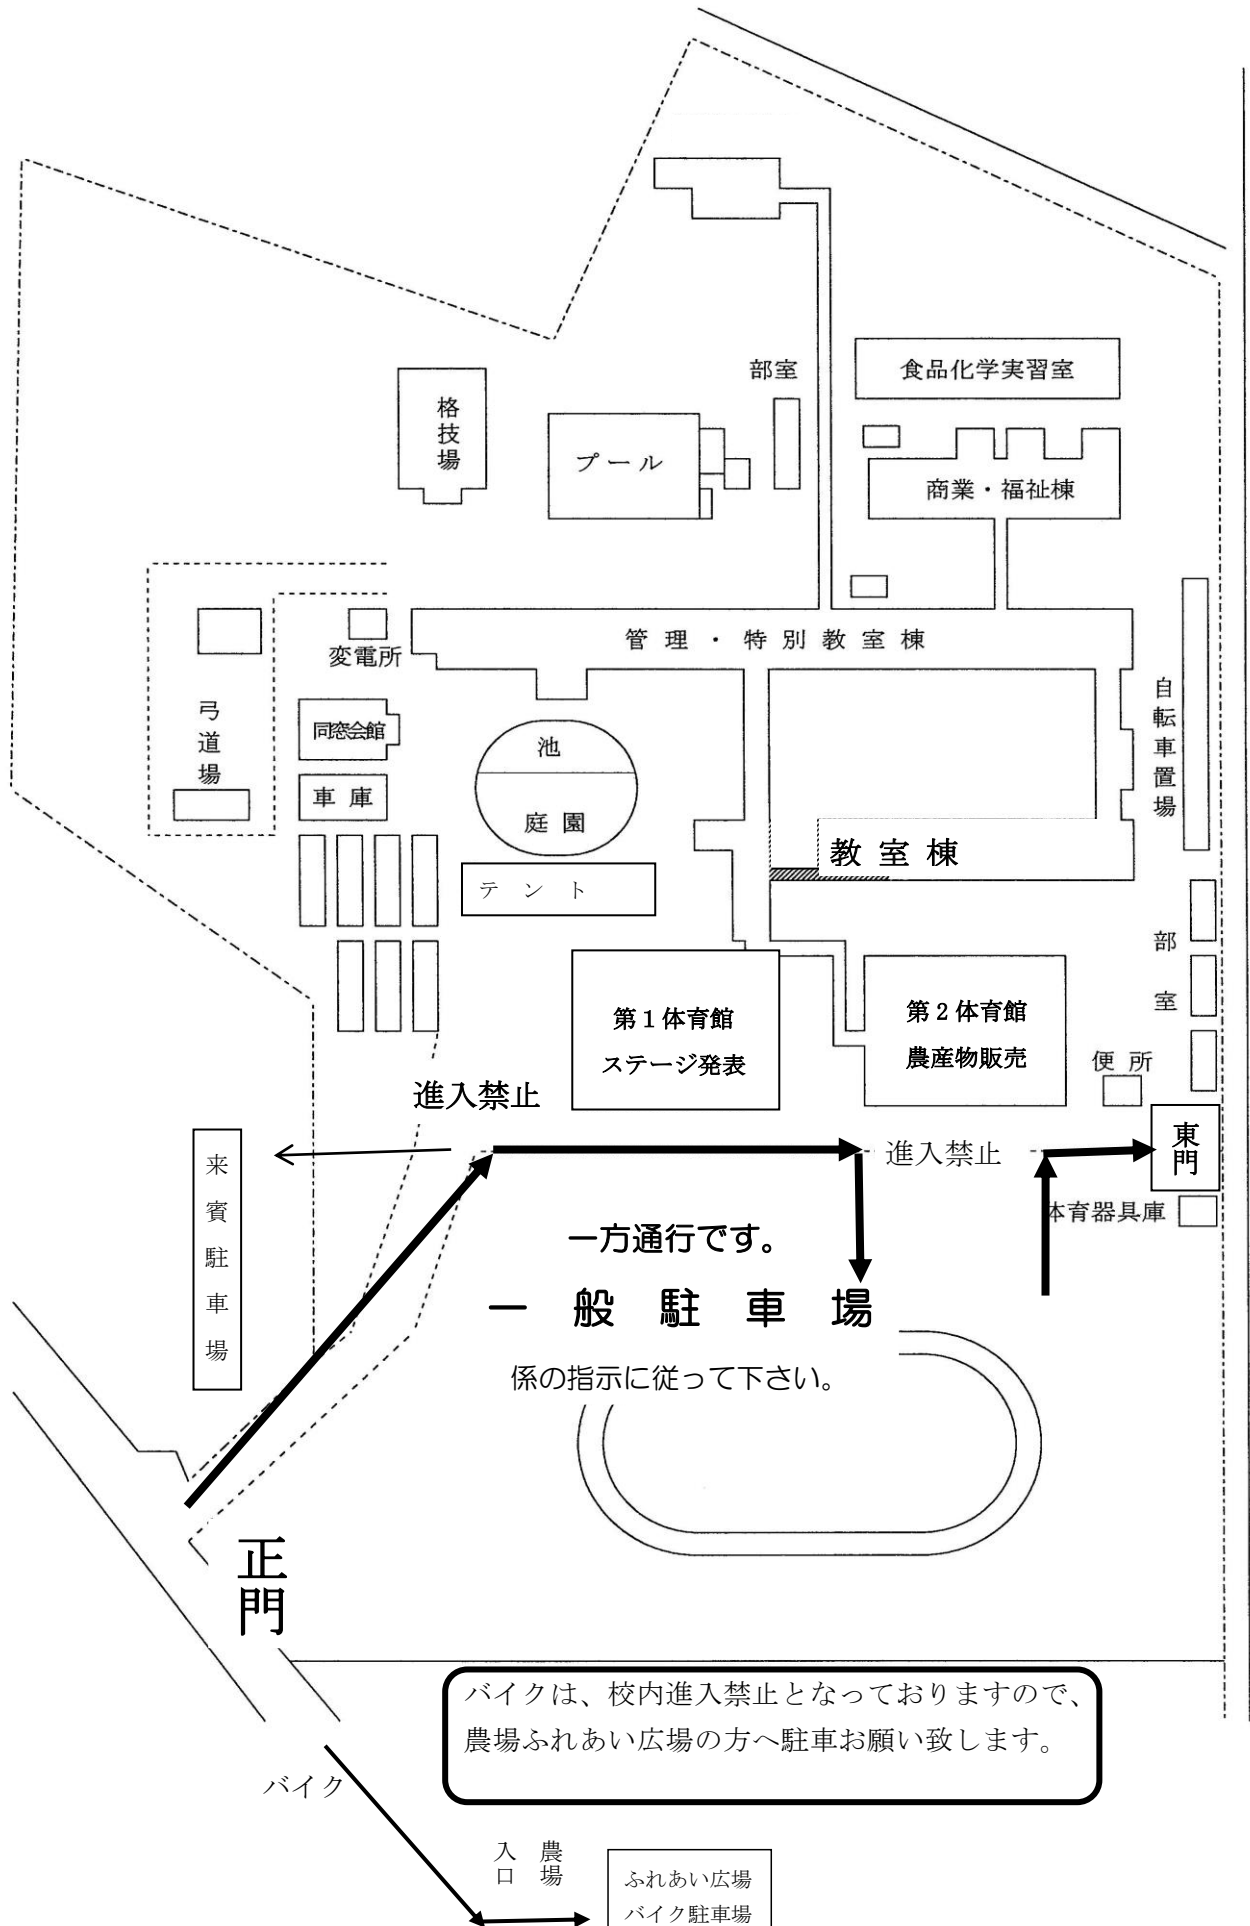 部室
食品化学実習室
格技場
プール
商業・福祉棟
管理・特別教室棟
変電所
自転車置場
弓道場
同窓会館
池
車庫
庭園
教室棟
テント
部室
第1体育館
ステージ発表
第2体育館
農産物販売
便所
進入禁止
東門
来賓駐車場
進入禁止
体育器具庫
一方通行です。
一般駐車場
係の指示に従って下さい。
正門
バイクは、校内進入禁止となっておりますので、
農場ふれあい広場の方へ駐車お願い致します。
バイク
農場
入口
ふれあい広場
バイク駐車場